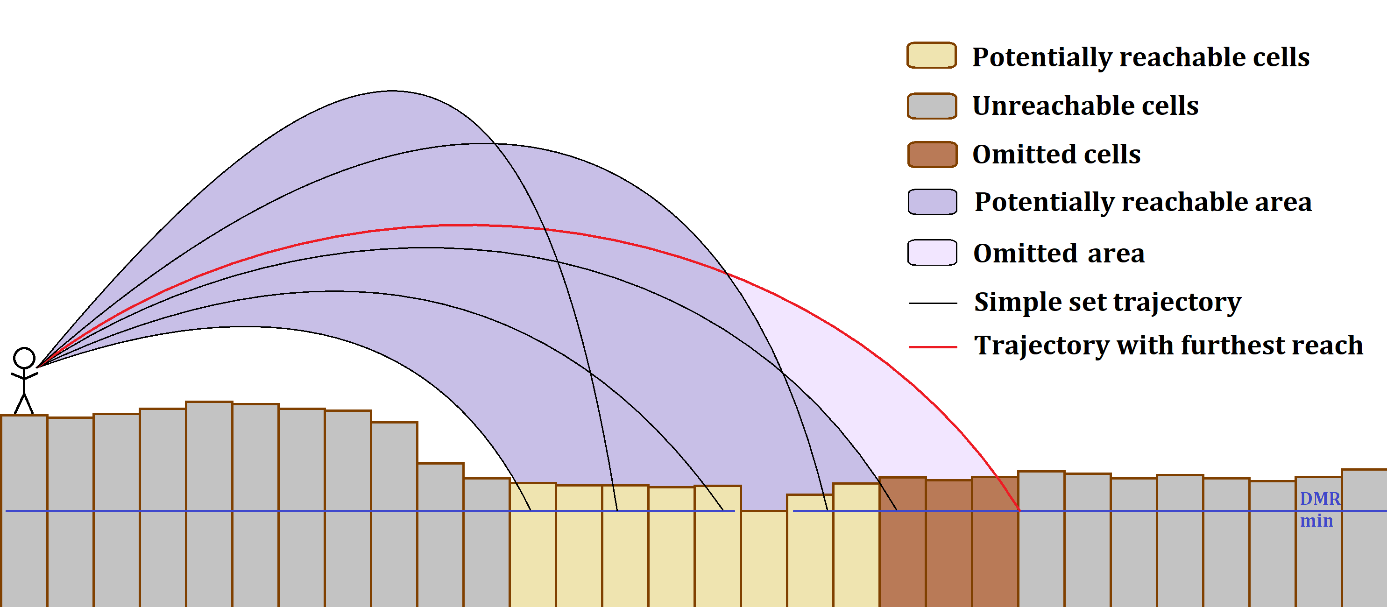 Potentially reachable cells
Unreachable cells
Omitted cells
Potentially reachable area
Omitted area
Simple set trajectory
Trajectory with furthest reach
DMR
min